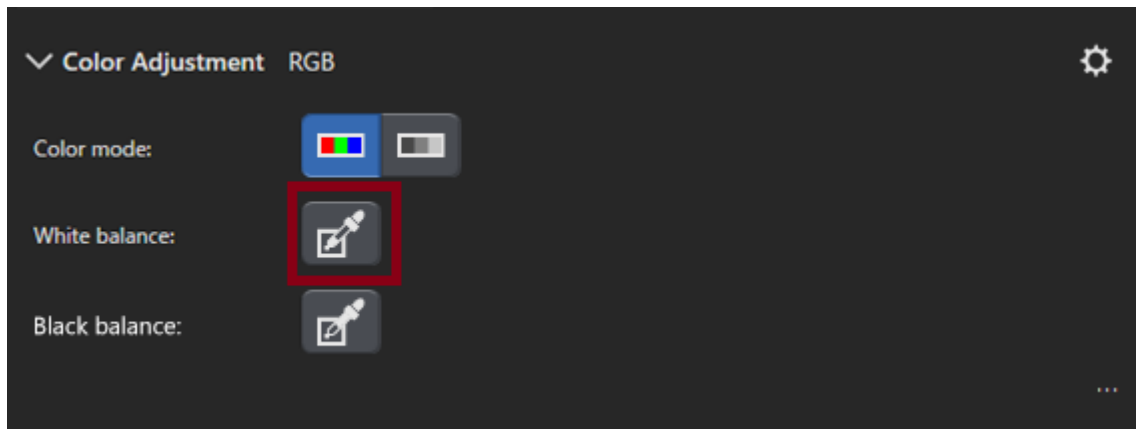 Color Adjustment RGB
Color mode:
White balance:
Black balance:
...